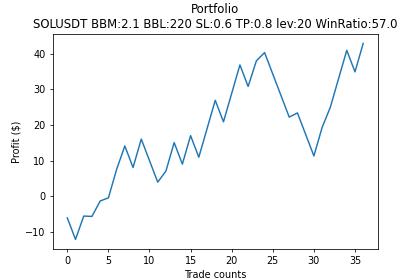 Portfolio
SOLUSDT BBM:2.1 BBL:220 SL:0.6 TP:0.8 lev:20 WinRatio:57.0
40
30
20
10
0
−10
Profit ($)
0 5 10 15 20 25 30 35
Trade counts